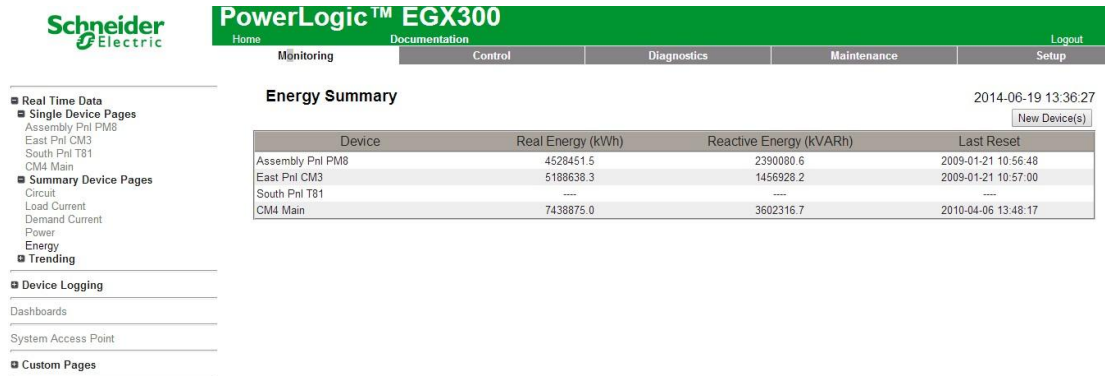 Schneider Electric
PowerLogic™ EGX300
Home Documentation Logout
Monitoring Control Diagnostics Maintenance Setup
Real Time Data
Single Device Pages
Assembly Pnl PM8
East Pnl CM3
South Pnl T81
CM4 Main
Summary Device Pages
Circuit
Load Current
Demand Current
Power
Energy
Trending
Device Logging
Dashboards
System Access Point
Custom Pages
Energy Summary
2014-06-19 13:36:27
New Device(s)
Device Real Energy (kWh) Reactive Energy (kVARh) Last Reset
Assembly Pnl PM8 4528451.5 2390080.6 2009-01-21 10:56:48
East Pnl CM3 5188638.3 1456928.2 2009-01-21 10:57:00
South Pnl T81 ---- ---- ----
CM4 Main 7438875.0 3602316.7 2010-04-06 13:48:17